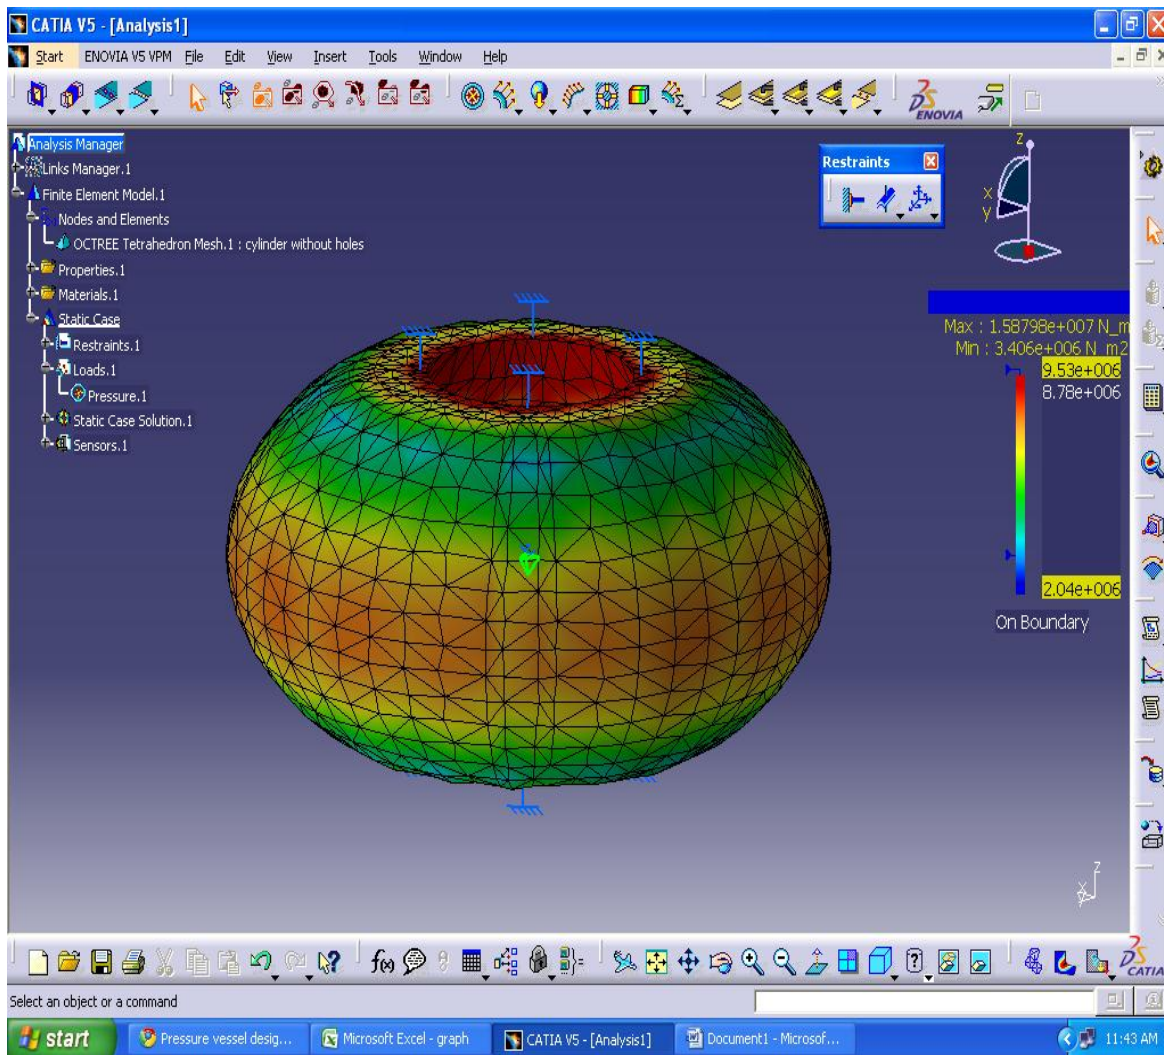 CATIA V5 - [Analysis1]
Start ENOVIA V5 VPM File Edit View Insert Tools Window Help
ENOVIA
Analysis Manager
Links Manager.1
Finite Element Model.1
Nodes and Elements
OCTREE Tetrahedron Mesh.1 : cylinder without holes
Properties.1
Materials.1
Static Case
Restraints.1
Loads.1
Pressure.1
Static Case Solution.1
Sensors.1
Restraints
z
x
y
Max : 1.58798e+007 N_m
Min : 3.406e+006 N_m2
9.53e+006
8.78e+006
2.04e+006
On Boundary
z
x
y
f(x)
CATIA
Select an object or a command
start Pressure vessel desig... Microsoft Excel - graph CATIA V5 - [Analysis1] Document1 - Microsof... 11:43 AM